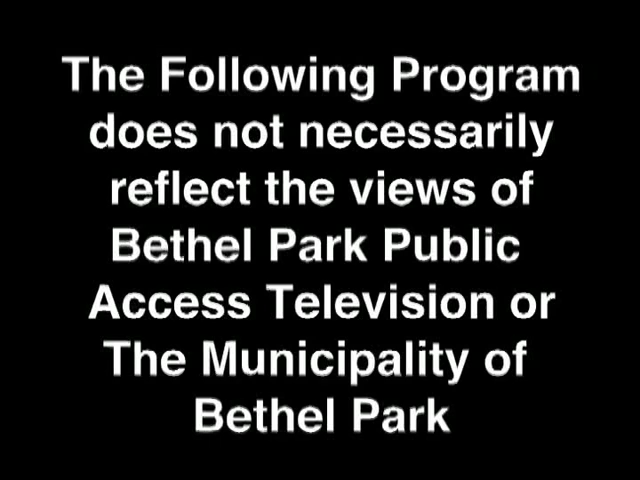 The Following Program
does not necessarily
reflect the views of
Bethel Park Public
Access Television or
The Municipality of
Bethel Park